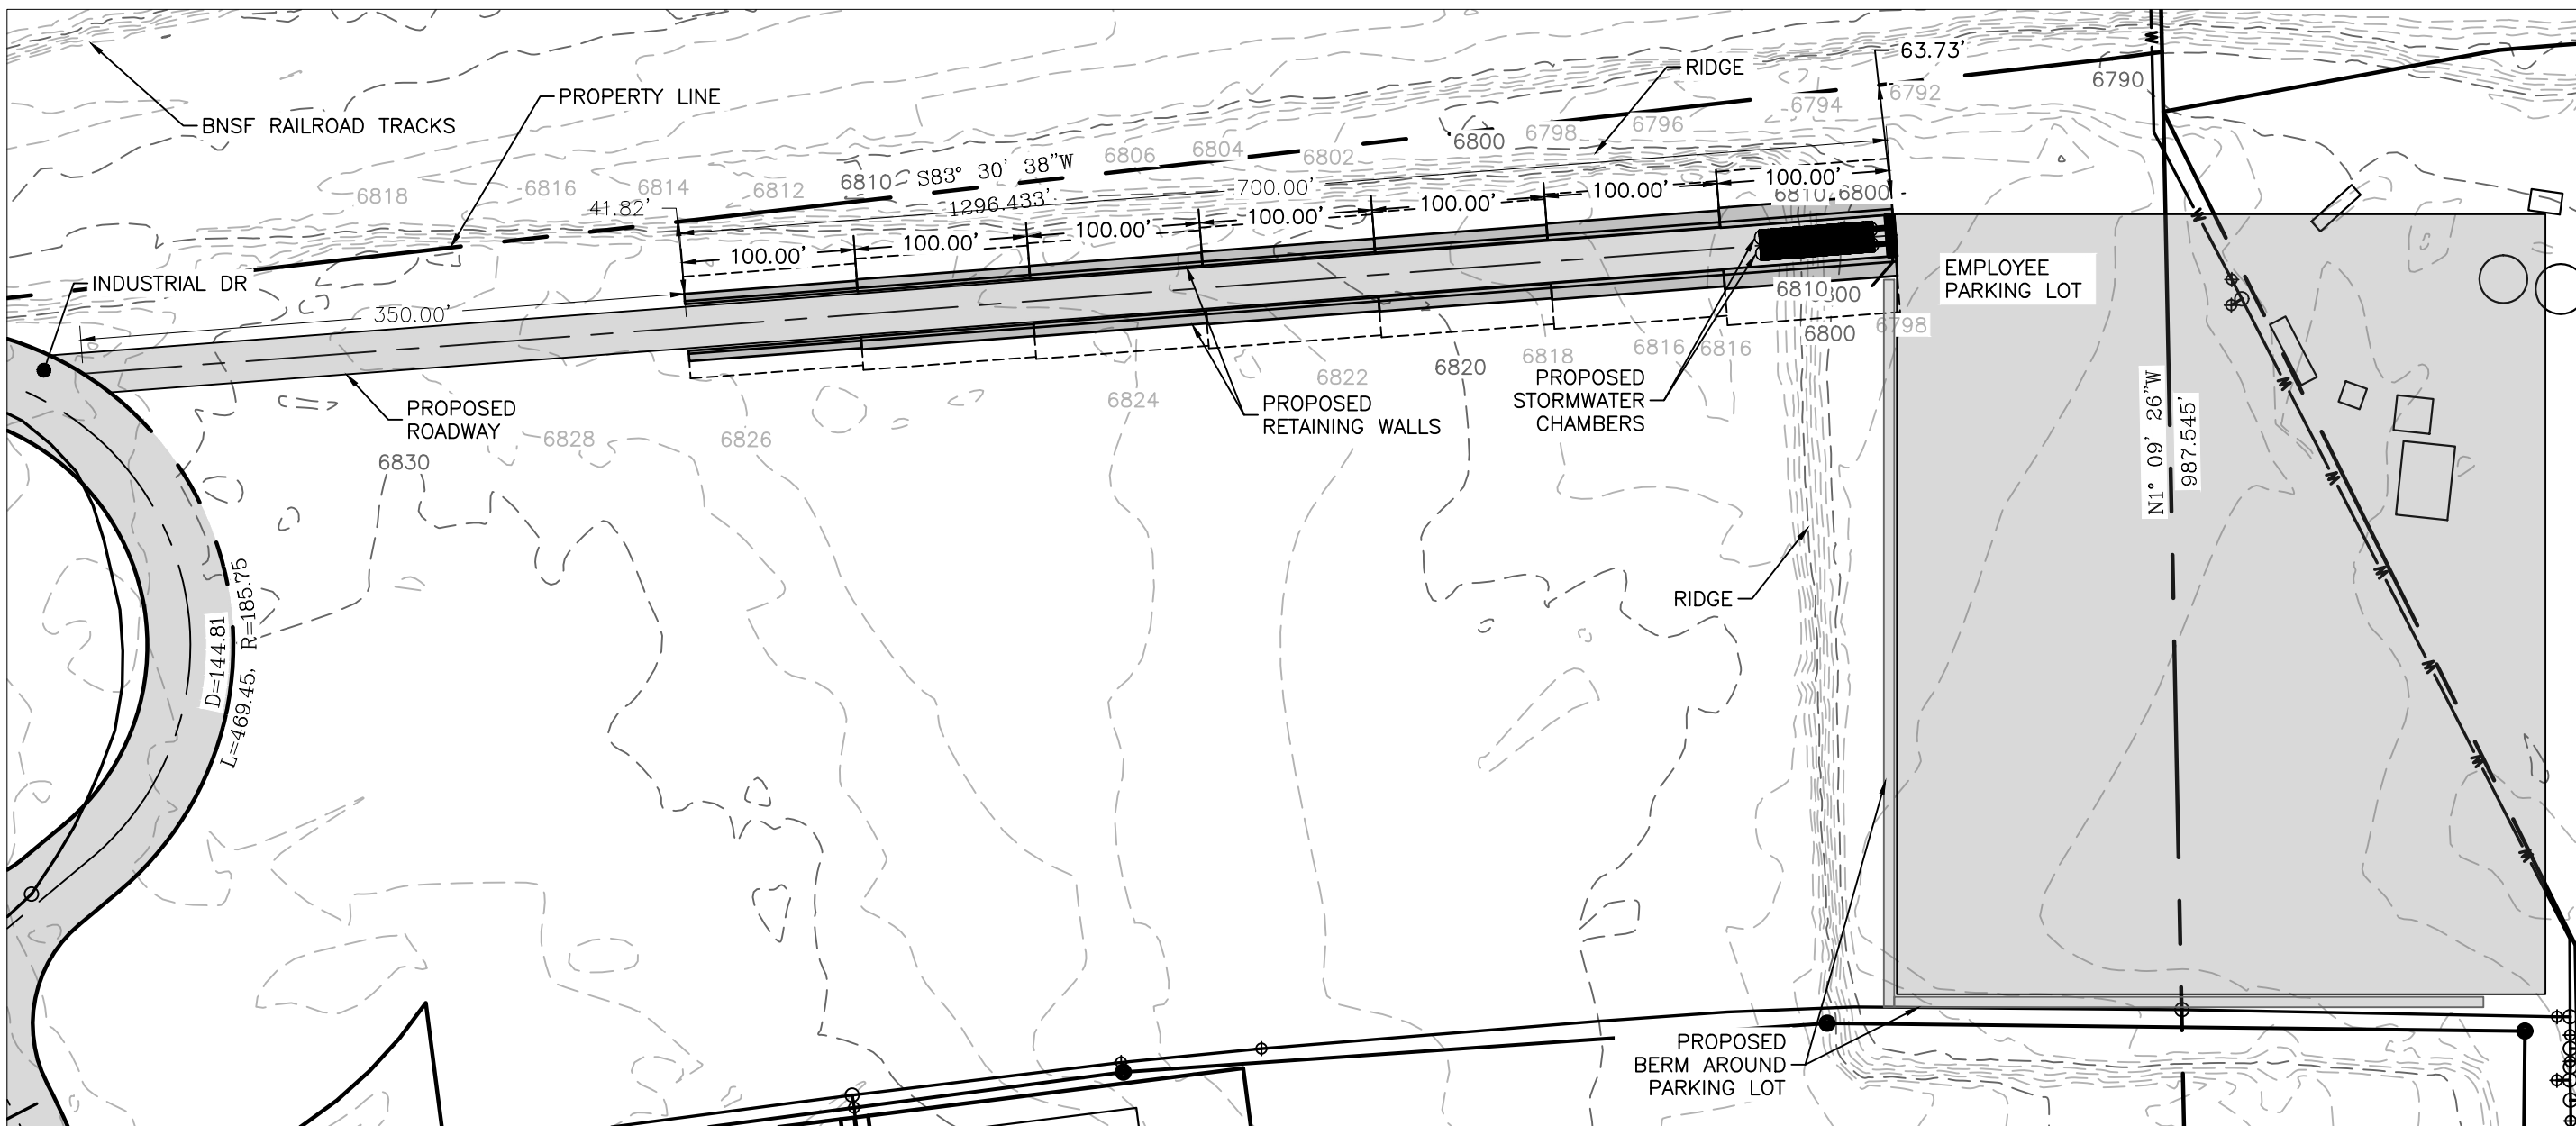 63.73'
RIDGE
6790
6792
PROPERTY LINE
6794
BNSF RAILROAD TRACKS
6796
6798
6800
6802
6804
6806
S83° 30' 38"W
6810
6812
6814
6816
6818
700.00'
1296.433'
41.82'
100.00'
100.00'
100.00'
100.00'
100.00'
100.00'
100.00'
6810
6800
INDUSTRIAL DR
350.00'
EMPLOYEE
PARKING LOT
6810
6800
6798
6816
6816
6818
6820
6822
6824
6826
6828
6830
PROPOSED
ROADWAY
PROPOSED
RETAINING WALLS
PROPOSED
STORMWATER
CHAMBERS
N1° 09' 26"W
987.545'
RIDGE
D=144.81
L=469.45, R=185.75
PROPOSED
BERM AROUND
PARKING LOT
W
W
W
W
W
W
W
W